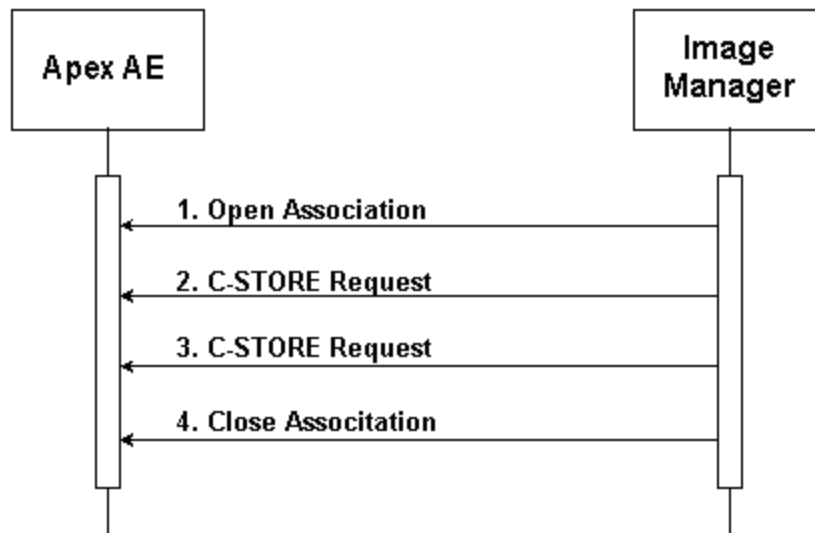 Apex AE
Image
Manager
1. Open Association
2. C-STORE Request
3. C-STORE Request
4. Close Associtation